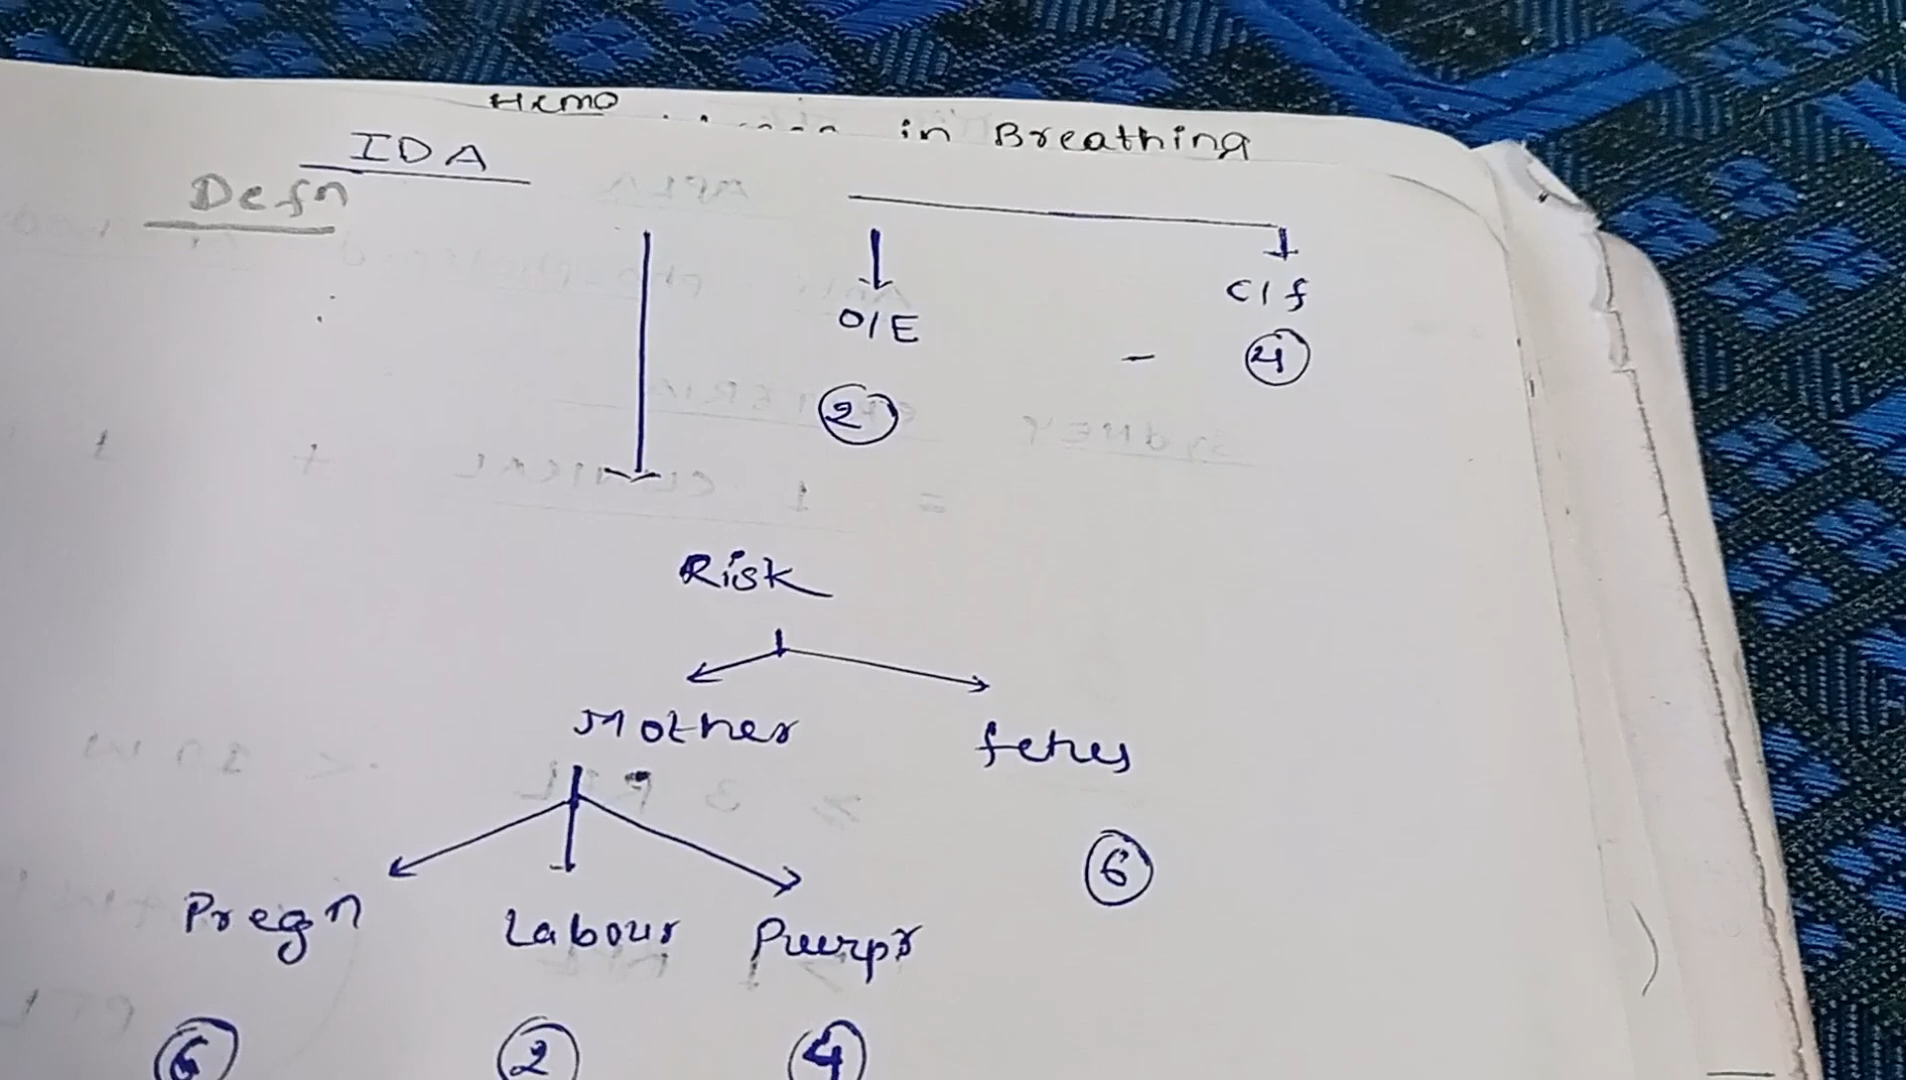 Hemo
in Breathing
IDA
Defn
O/E
C/f
2
- 4
Risk
Mother fetus
6
Pregn Labour Puerpr
6 2 4